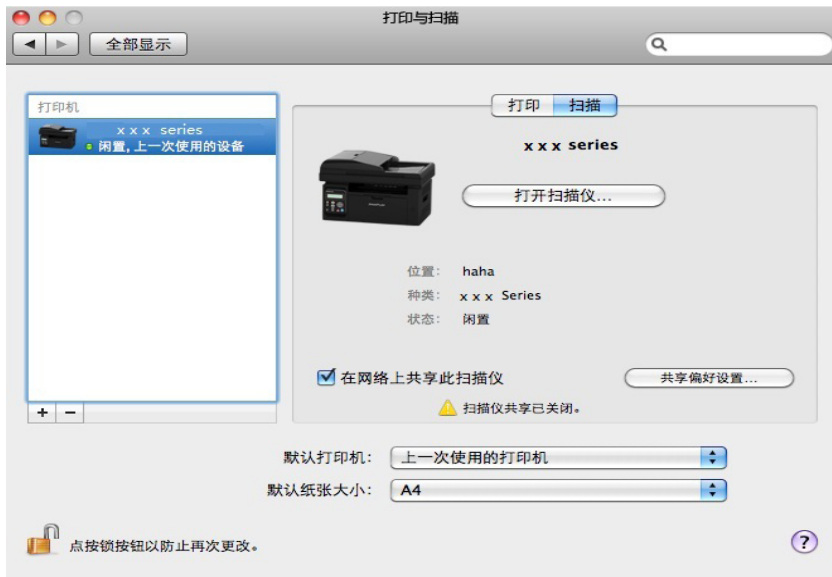 打印与扫描
全部显示
打印机
x x x series
闲置,上一次使用的设备
打印 扫描
x x x series
打开扫描仪...
位置: haha
种类: x x x Series
状态: 闲置
在网络上共享此扫描仪
共享偏好设置...
扫描仪共享已关闭。
默认打印机: 上一次使用的打印机
默认纸张大小: A4
点按锁按钮以防止再次更改。
?